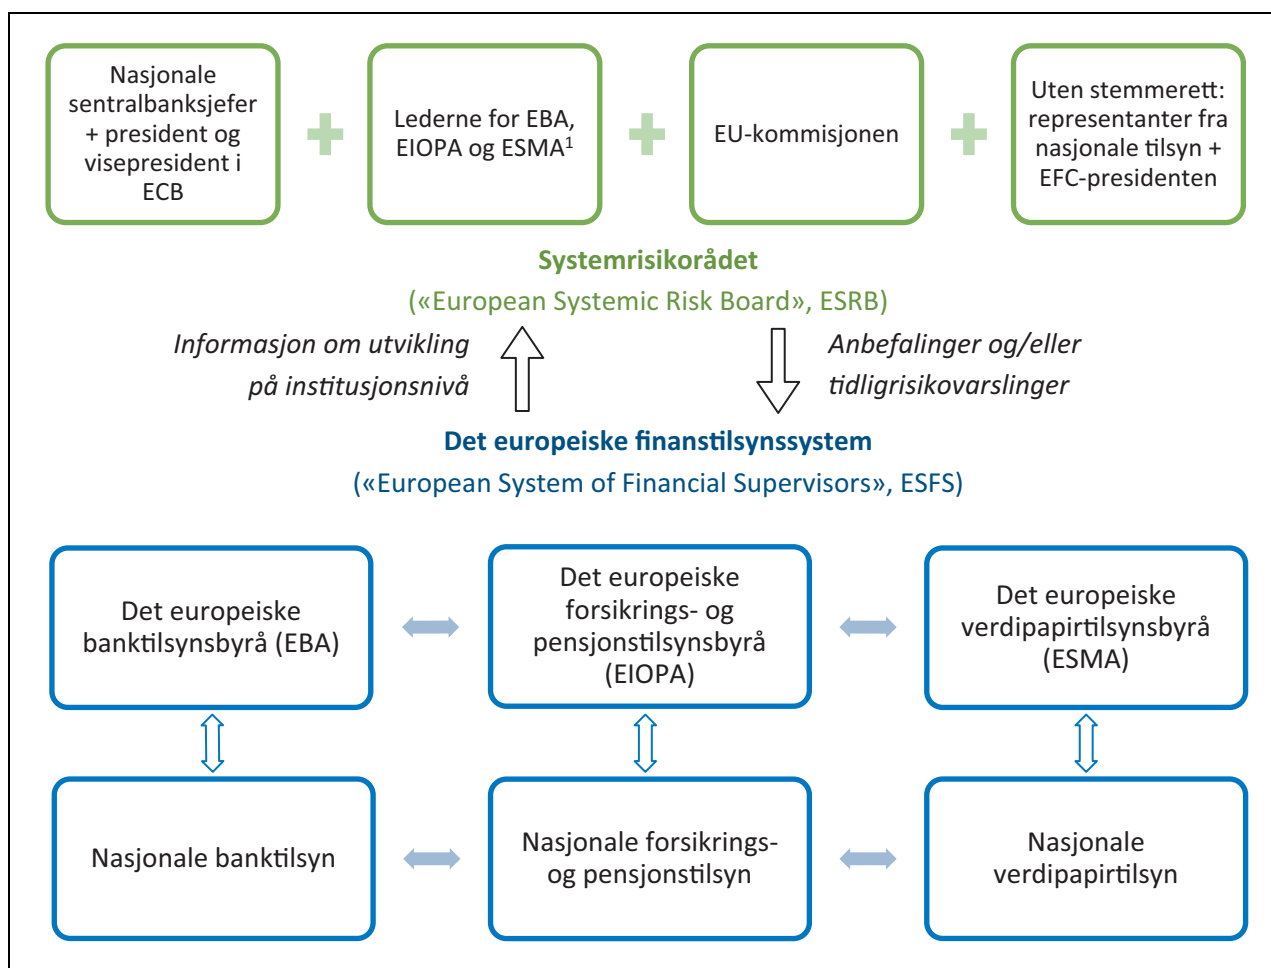 Nasjonale
sentralbanksjefer
+ president og
visepresident i
ECB
Lederne for EBA,
EIOPA og ESMA¹
EU-kommisjonen
Uten stemmerett:
representanter fra
nasjonale tilsyn +
EFC-presidenten
Systemrisikorådet
(«European Systemic Risk Board», ESRB)
Informasjon om utvikling
på institusjonsnivå
Anbefalinger og/eller
tidligrisikovarslinger
Det europeiske finanstilsynssystem
(«European System of Financial Supervisors», ESFS)
Det europeiske
banktilsynsbyrå (EBA)
Det europeiske
forsikrings- og
pensjonstilsynsbyrå
(EIOPA)
Det europeiske
verdipapirtilsynsbyrå
(ESMA)
Nasjonale banktilsyn
Nasjonale forsikrings-
og pensjonstilsyn
Nasjonale
verdipapirtilsyn